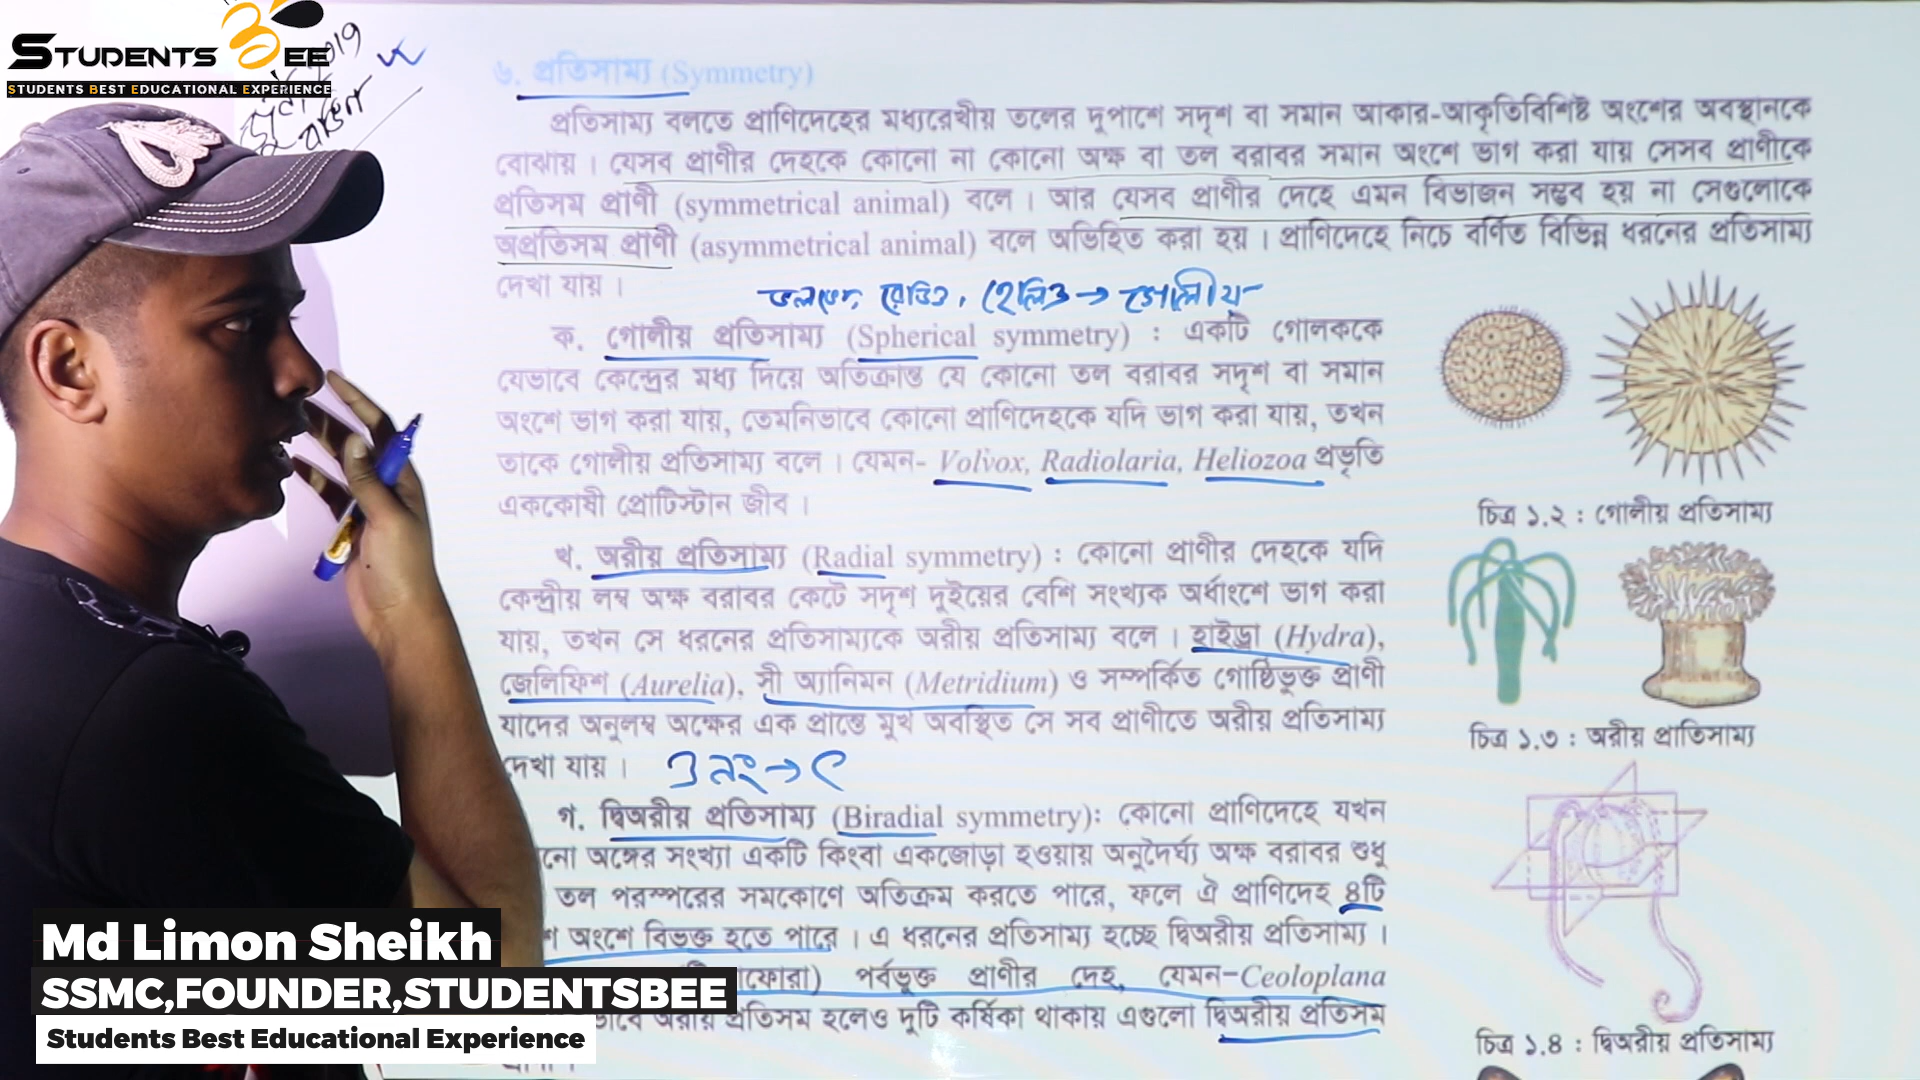 STUDENTS BEE
STUDENTS BEST EDUCATIONAL EXPERIENCE
৬. প্রতিসাম্য (Symmetry)
প্রতিসাম্য বলতে প্রাণিদেহের মধ্যরেখীয় তলের দুপাশে সদৃশ বা সমান আকার-আকৃতিবিশিষ্ট অংশের অবস্থানকে
বোঝায়। যেসব প্রাণীর দেহকে কোনো না কোনো অক্ষ বা তল বরাবর সমান অংশে ভাগ করা যায় সেসব প্রাণীকে
প্রতিসম প্রাণী (symmetrical animal) বলে। আর যেসব প্রাণীর দেহে এমন বিভাজন সম্ভব হয় না সেগুলোকে
অপ্রতিসম প্রাণী (asymmetrical animal) বলে অভিহিত করা হয়। প্রাণিদেহে নিচে বর্ণিত বিভিন্ন ধরনের প্রতিসাম্য
দেখা যায়।
ক. গোলীয় প্রতিসাম্য (Spherical symmetry) : একটি গোলককে
যেভাবে কেন্দ্রের মধ্য দিয়ে অতিক্রান্ত যে কোনো তল বরাবর সদৃশ বা সমান
অংশে ভাগ করা যায়, তেমনিভাবে কোনো প্রাণিদেহকে যদি ভাগ করা যায়, তখন
তাকে গোলীয় প্রতিসাম্য বলে। যেমন- Volvox, Radiolaria, Heliozoa প্রভৃতি
এককোষী প্রোটিস্টান জীব।
চিত্র ১.২ : গোলীয় প্রতিসাম্য
খ. অরীয় প্রতিসাম্য (Radial symmetry) : কোনো প্রাণীর দেহকে যদি
কেন্দ্রীয় লম্ব অক্ষ বরাবর কেটে সদৃশ দুইয়ের বেশি সংখ্যক অর্ধাংশে ভাগ করা
যায়, তখন সে ধরনের প্রতিসাম্যকে অরীয় প্রতিসাম্য বলে। হাইড্রা (Hydra),
জেলিফিশ (Aurelia), সী অ্যানিমন (Metridium) ও সম্পর্কিত গোষ্ঠিভুক্ত প্রাণী
যাদের অনুলম্ব অক্ষের এক প্রান্তে মুখ অবস্থিত সে সব প্রাণীতে অরীয় প্রতিসাম্য
দেখা যায়।
চিত্র ১.৩ : অরীয় প্রাতিসাম্য
গ. দ্বিঅরীয় প্রতিসাম্য (Biradial symmetry): কোনো প্রাণিদেহে যখন
অঙ্গের সংখ্যা একটি কিংবা একজোড়া হওয়ায় অনুদৈর্ঘ্য অক্ষ বরাবর শুধু
তল পরস্পরের সমকোণে অতিক্রম করতে পারে, ফলে ঐ প্রাণিদেহ ৪টি
অংশে বিভক্ত হতে পারে। এ ধরনের প্রতিসাম্য হচ্ছে দ্বিঅরীয় প্রতিসাম্য।
পর্বভুক্ত প্রাণীর দেহ, যেমন-Ceoloplana
প্রতিসম হলেও দুটি কর্ষিকা থাকায় এগুলো দ্বিঅরীয় প্রতিসম
চিত্র ১.৪ : দ্বিঅরীয় প্রতিসাম্য
Md Limon Sheikh
SSMC,FOUNDER,STUDENTSBEE
Students Best Educational Experience